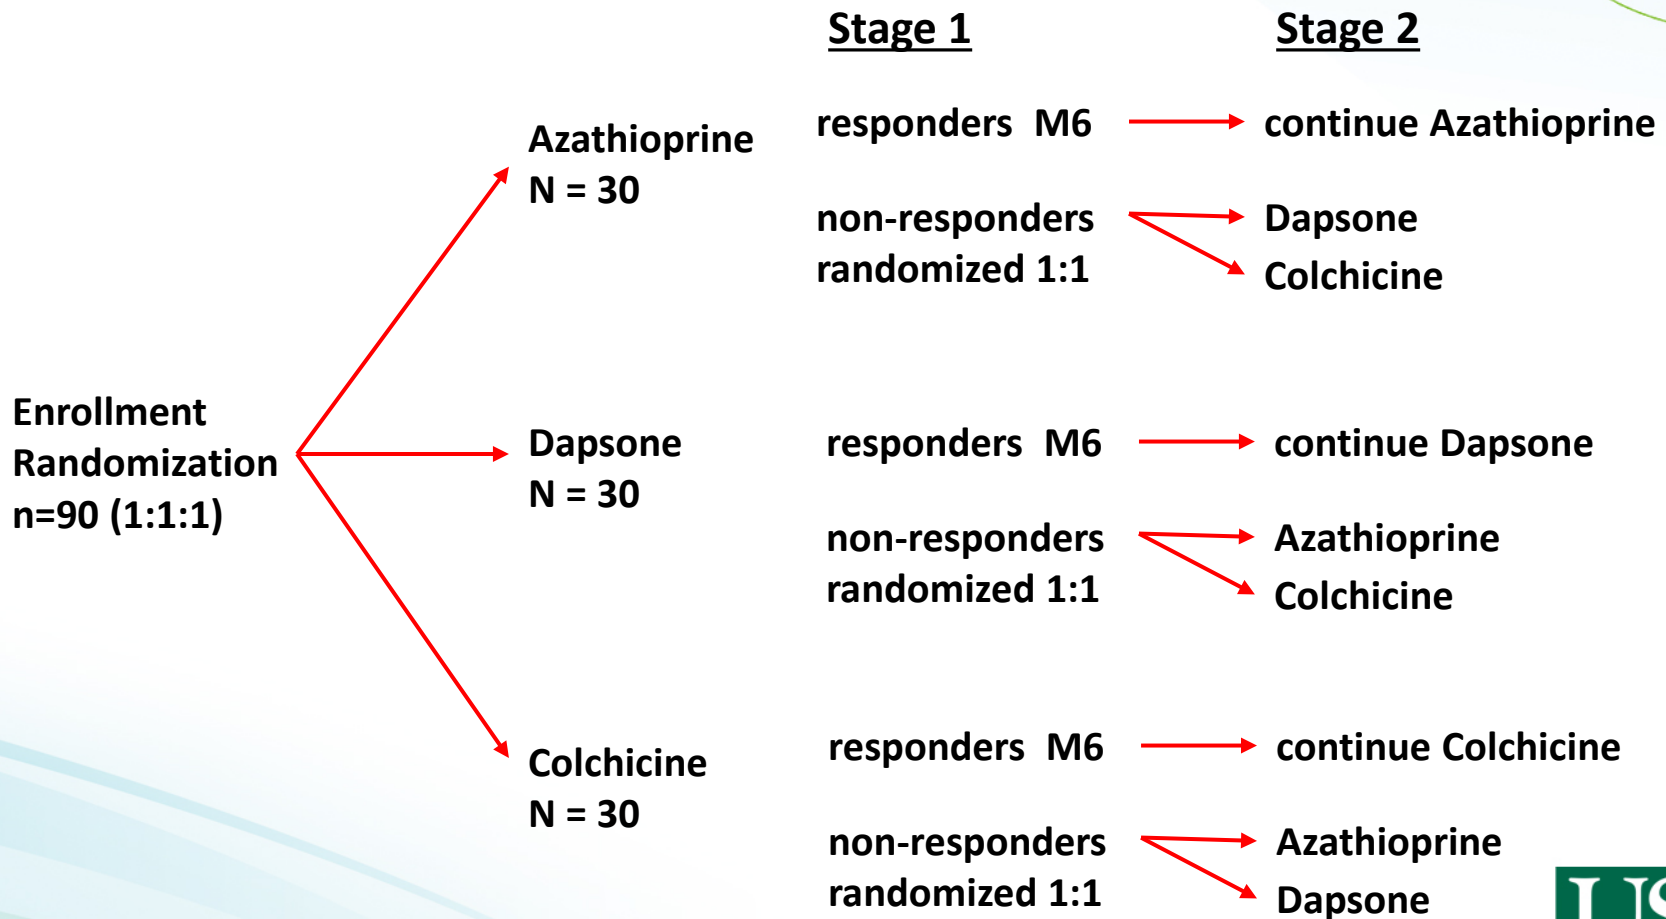 Stage 1
Stage 2
Azathioprine
N = 30
responders M6
continue Azathioprine
non-responders
randomized 1:1
Dapsone
Colchicine
Enrollment
Randomization
n=90 (1:1:1)
Dapsone
N = 30
responders M6
continue Dapsone
non-responders
randomized 1:1
Azathioprine
Colchicine
Colchicine
N = 30
responders M6
continue Colchicine
non-responders
randomized 1:1
Azathioprine
Dapsone